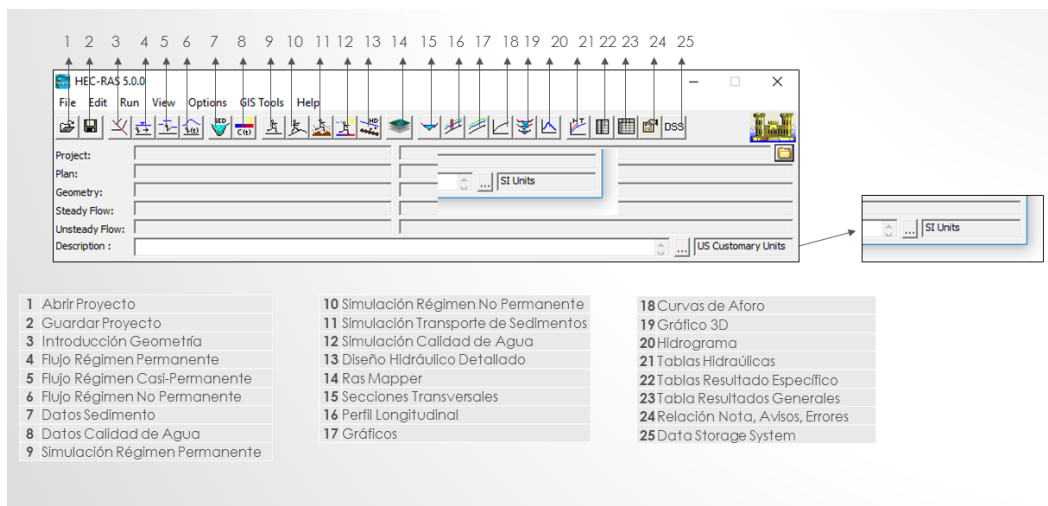 1 2 3 4 5 6 7 8 9 10 11 12 13 14 15 16 17 18 19 20 21 22 23 24 25
HEC-RAS 5.0.0
File Edit Run View Options GIS Tools Help
SED
C(t)
HD
HT
DSS
Project:
Plan:
Geometry:
Steady Flow:
Unsteady Flow:
Description :
... SI Units
... US Customary Units
... SI Units
1 Abrir Proyecto
2 Guardar Proyecto
3 Introducción Geometría
4 Flujo Régimen Permanente
5 Flujo Régimen Casi-Permanente
6 Flujo Régimen No Permanente
7 Datos Sedimento
8 Datos Calidad de Agua
9 Simulación Régimen Permanente
10 Simulación Régimen No Permanente
11 Simulación Transporte de Sedimentos
12 Simulación Calidad de Agua
13 Diseño Hidráulico Detallado
14 Ras Mapper
15 Secciones Transversales
16 Perfil Longitudinal
17 Gráficos
18 Curvas de Aforo
19 Gráfico 3D
20 Hidrograma
21 Tablas Hidraúlicas
22 Tablas Resultado Específico
23 Tabla Resultados Generales
24 Relación Nota, Avisos, Errores
25 Data Storage System